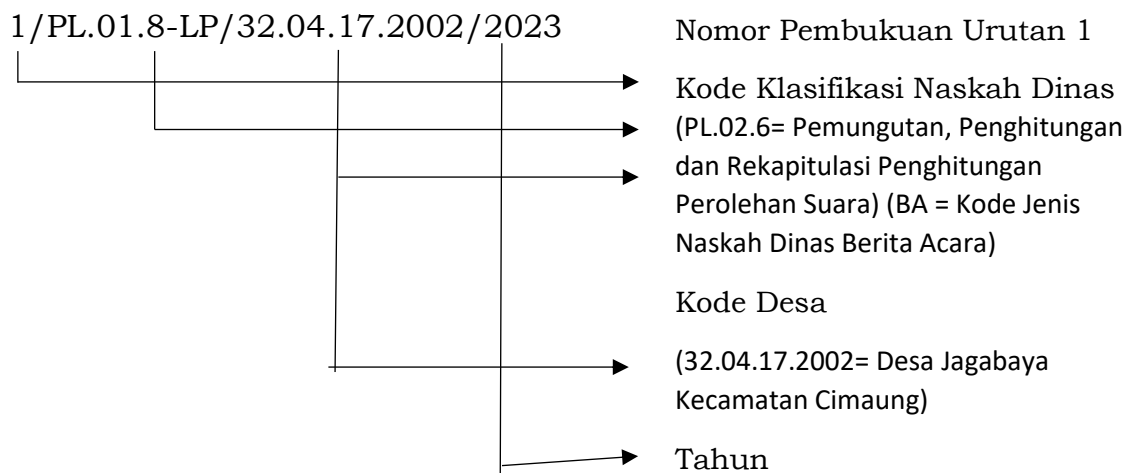 1/PL.01.8-LP/32.04.17.2002/2023
Nomor Pembukuan Urutan 1
Kode Klasifikasi Naskah Dinas
(PL.02.6= Pemungutan, Penghitungan
dan Rekapitulasi Penghitungan
Perolehan Suara) (BA = Kode Jenis
Naskah Dinas Berita Acara)
Kode Desa
(32.04.17.2002= Desa Jagabaya
Kecamatan Cimaung)
Tahun